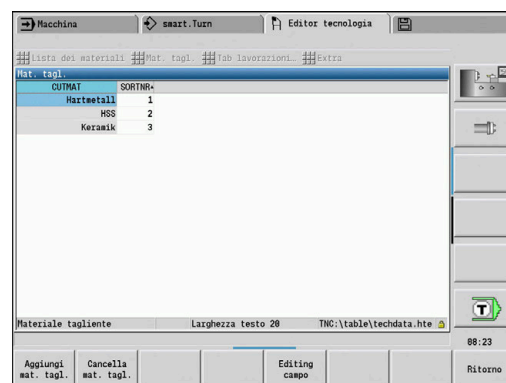 Macchina smart.Turn Editor tecnologia
Lista dei materiali Mat. tagl. Tab lavorazioni… Extra
Mat. tagl.
CUTMAT SORTNR
Hartmetall 1
HSS 2
Keramik 3
Materiale tagliente Larghezza testo 20 TNC:\table\techdata.hte
08:23
Aggiungi mat. tagl.
Cancella mat. tagl.
Editing campo
Ritorno
T